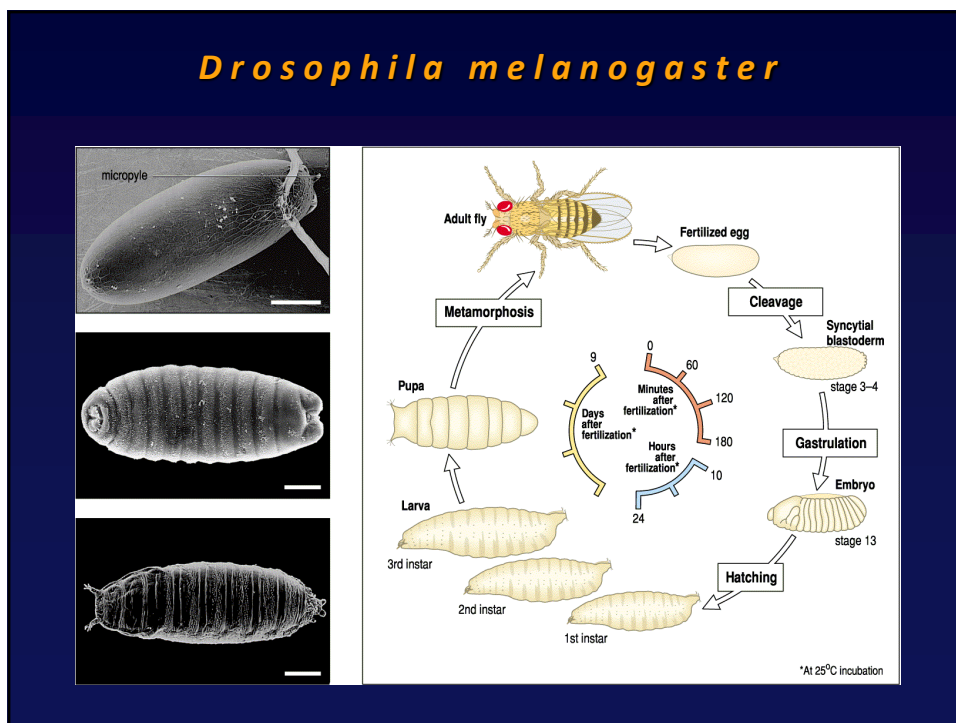 Drosophila melanogaster
micropyle
Adult fly
Fertilized egg
Cleavage
Metamorphosis
Syncytial
blastoderm
stage 3–4
0
60
120
180
Minutes
after
fertilization*
9
Days
after
fertilization*
Hours
after
fertilization*
10
24
Pupa
Gastrulation
Embryo
stage 13
Larva
3rd instar
2nd instar
1st instar
Hatching
*At 25⁰C incubation